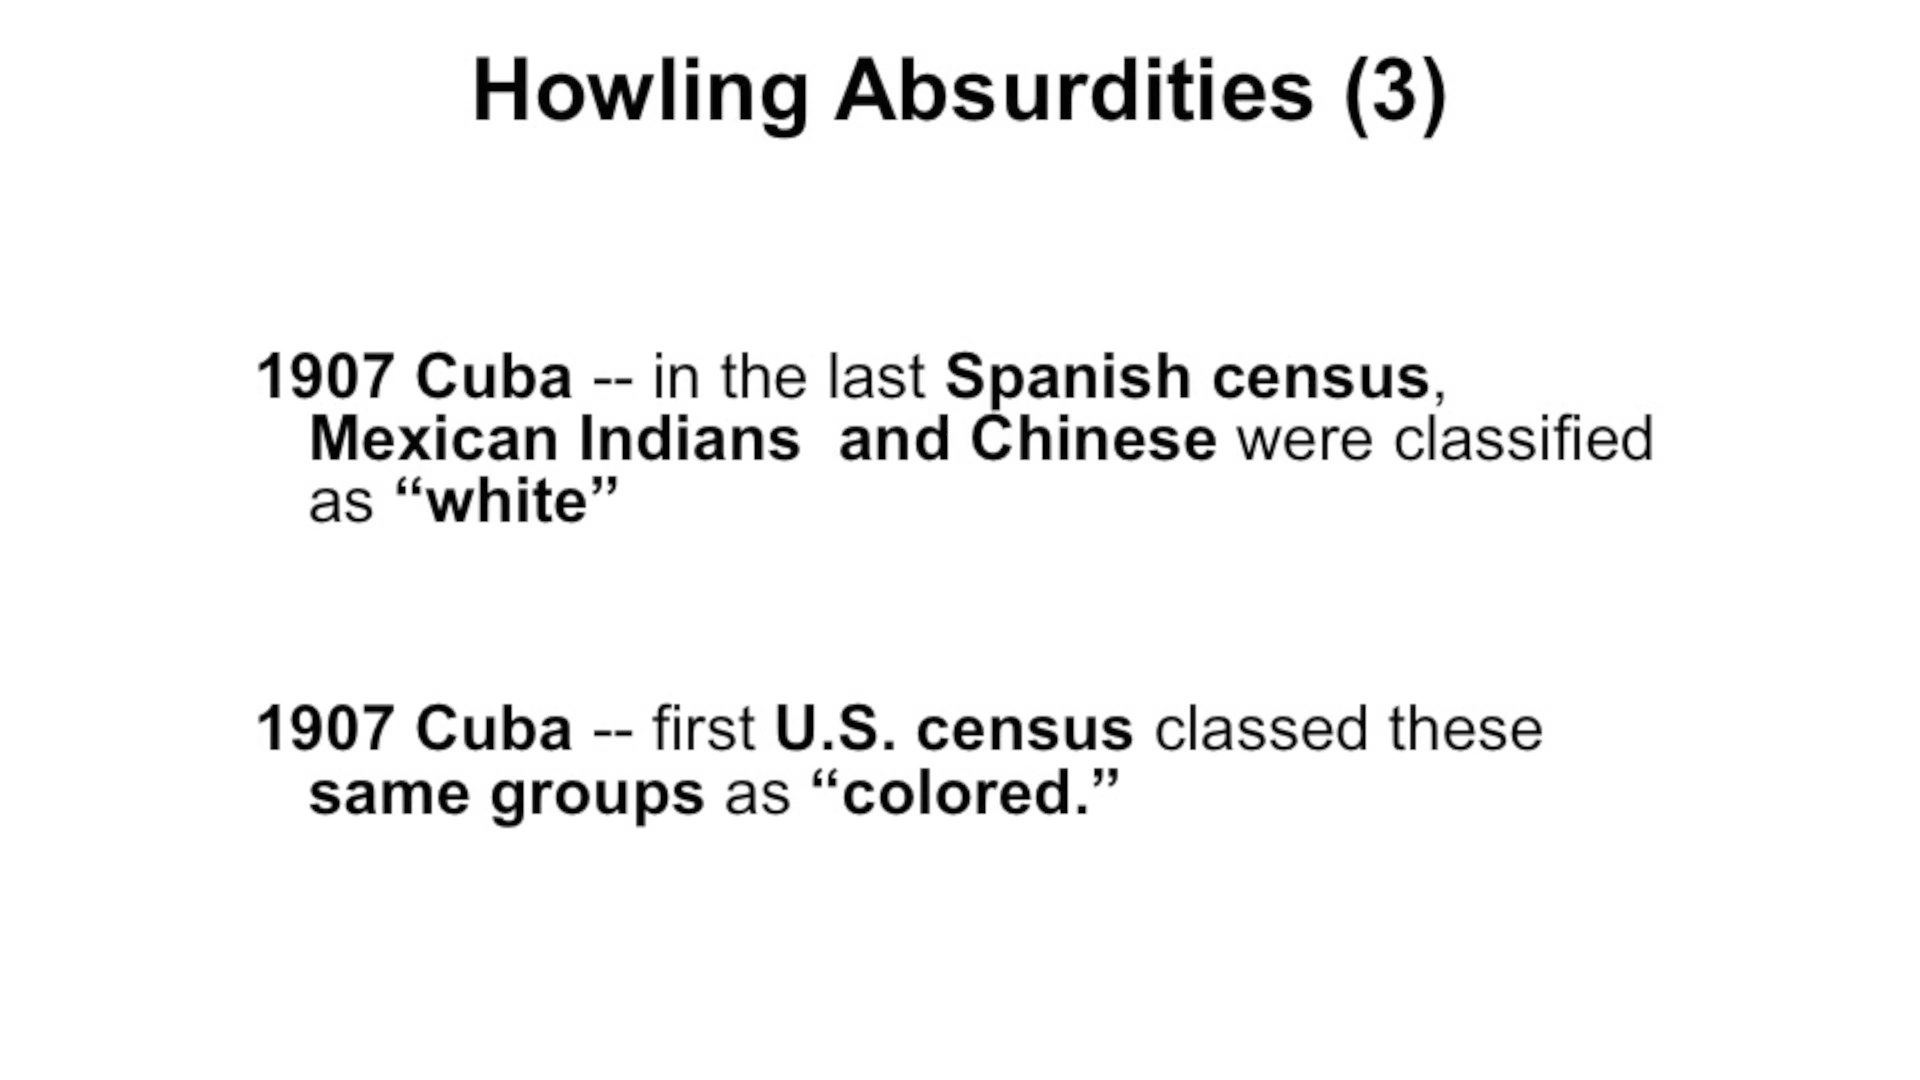 Howling Absurdities (3)
1907 Cuba -- in the last Spanish census,
Mexican Indians  and Chinese were classified
as “white”
1907 Cuba -- first U.S. census classed these
same groups as “colored.”